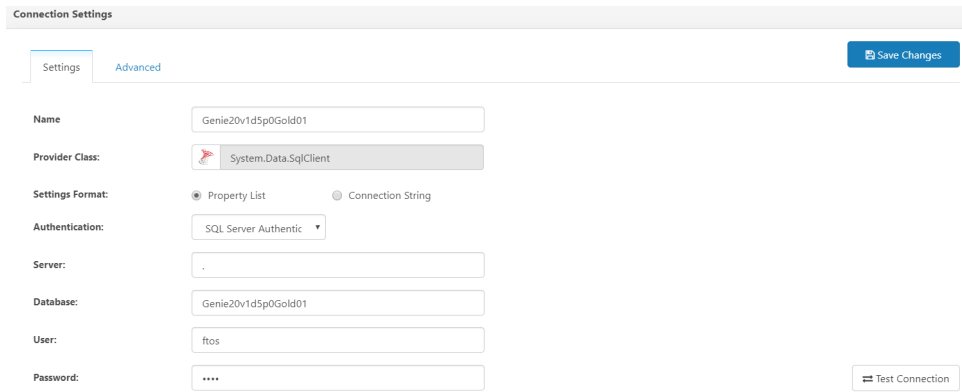 Connection Settings
Save Changes
Settings Advanced
Name Genie20v1d5p0Gold01
Provider Class: System.Data.SqlClient
Settings Format: Property List Connection String
Authentication: SQL Server Authentic
Server: .
Database: Genie20v1d5p0Gold01
User: ftos
Password: ••••
Test Connection